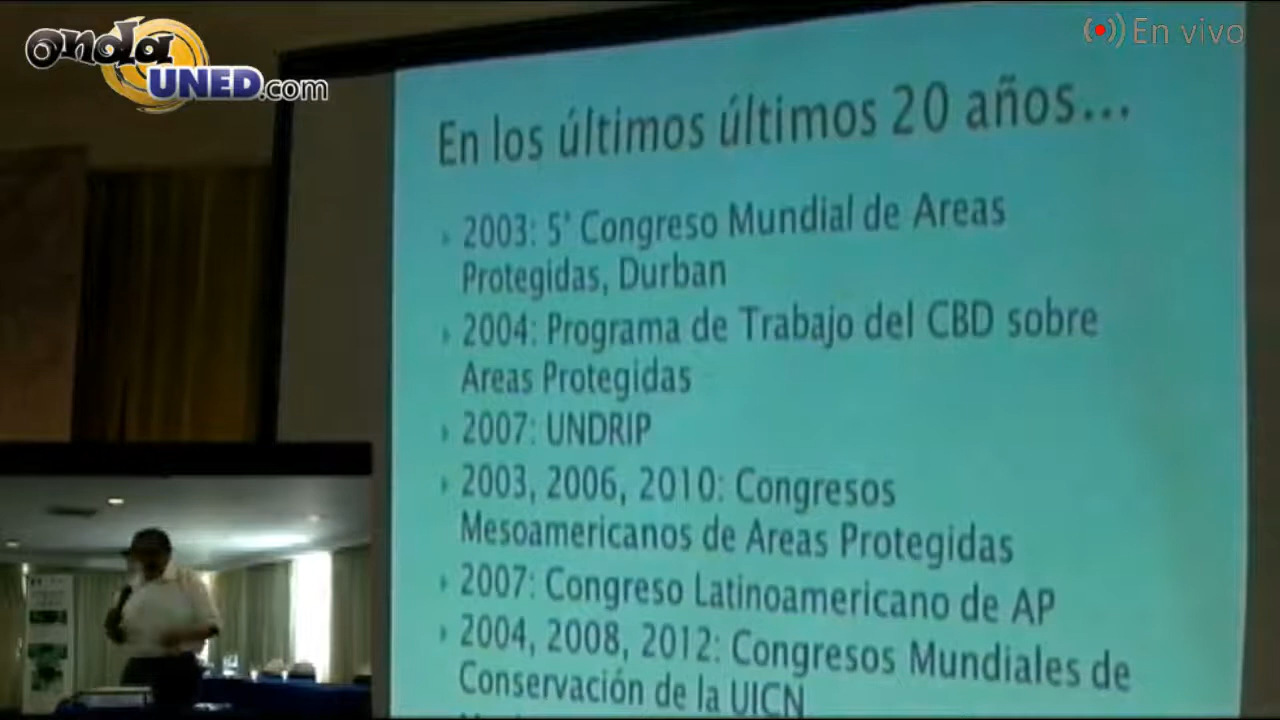 onda
UNED.com
En vivo
En los últimos últimos 20 años...
2003: 5° Congreso Mundial de Areas
Protegidas, Durban
2004: Programa de Trabajo del CBD sobre
Areas Protegidas
2007: UNDRIP
2003, 2006, 2010: Congresos
Mesoamericanos de Areas Protegidas
2007: Congreso Latinoamericano de AP
2004, 2008, 2012: Congresos Mundiales de
Conservación de la UICN